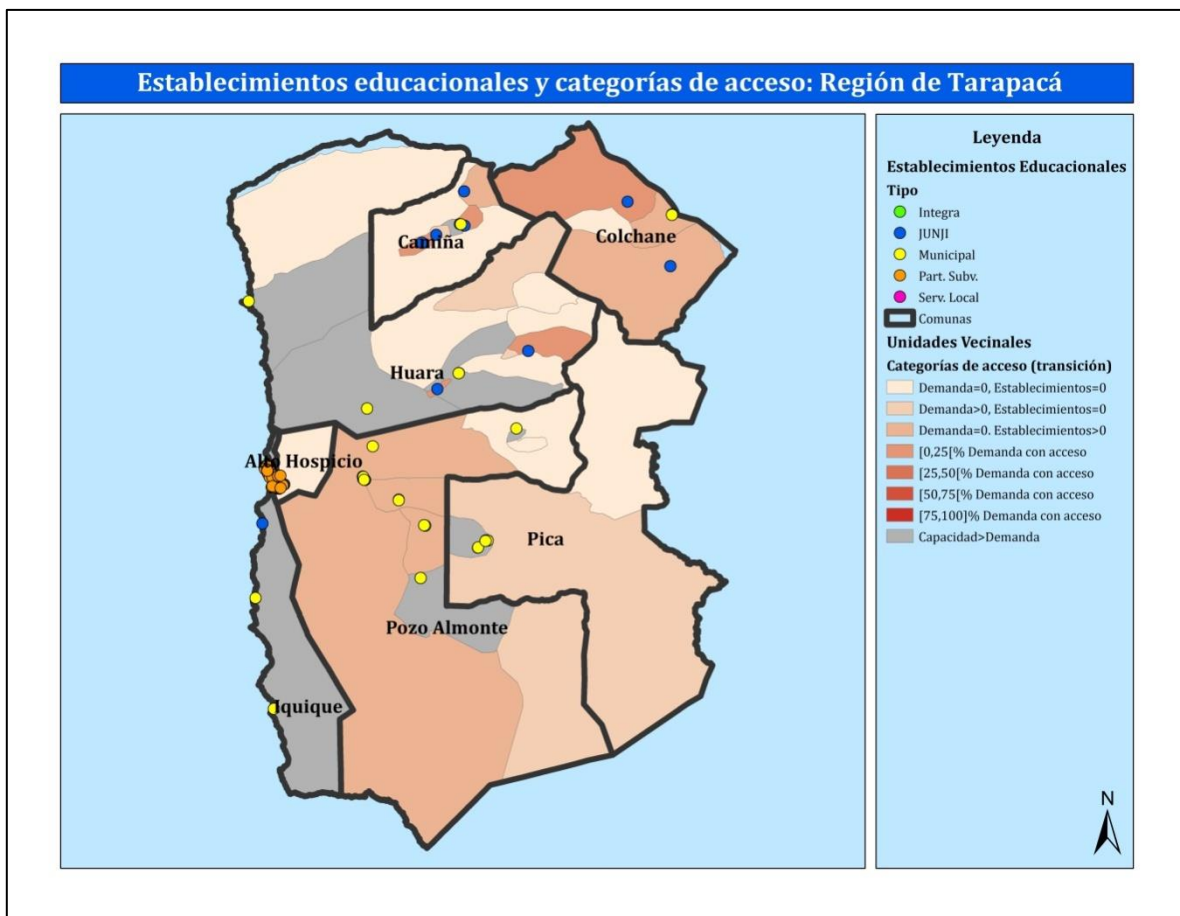 Establecimientos educacionales y categorías de acceso: Región de Tarapacá
Camiña
Colchane
Huara
Alto Hospicio
Pica
Pozo Almonte
Iquique
Leyenda
Establecimientos Educacionales
Tipo
Integra
JUNJI
Municipal
Part. Subv.
Serv. Local
Comunas
Unidades Vecinales
Categorías de acceso (transición)
Demanda=0, Establecimientos=0
Demanda>0, Establecimientos=0
Demanda=0. Establecimientos>0
[0,25[% Demanda con acceso
[25,50[% Demanda con acceso
[50,75[% Demanda con acceso
[75,100]% Demanda con acceso
Capacidad>Demanda
N